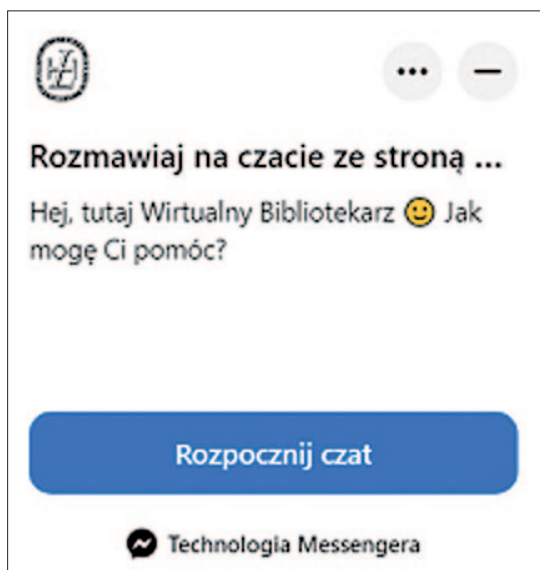 Rozmawiaj na czacie ze stroną ...
Hej, tutaj Wirtualny Bibliotekarz 🙂 Jak
mogę Ci pomóc?
Rozpocznij czat
Technologia Messengera